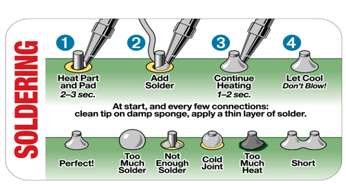 SOLDERING
1
Heat Part
and Pad
2–3 sec.
2
Add
Solder
3
Continue
Heating
1–2 sec.
4
Let Cool
Don't Blow!
At start, and every few connections:
clean tip on damp sponge, apply a thin layer of solder.
Perfect!
Too
Much
Solder
Not
Enough
Solder
Cold
Joint
Too
Much
Heat
Short